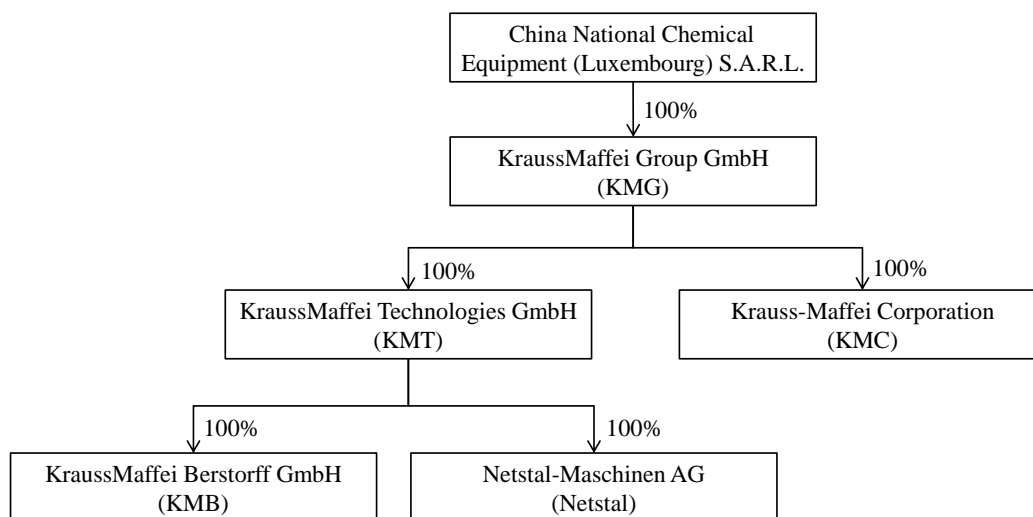 China National Chemical
Equipment (Luxembourg) S.A.R.L.
100%
KraussMaffei Group GmbH
(KMG)
100%
100%
KraussMaffei Technologies GmbH
(KMT)
Krauss-Maffei Corporation
(KMC)
100%
100%
KraussMaffei Berstorff GmbH
(KMB)
Netstal-Maschinen AG
(Netstal)